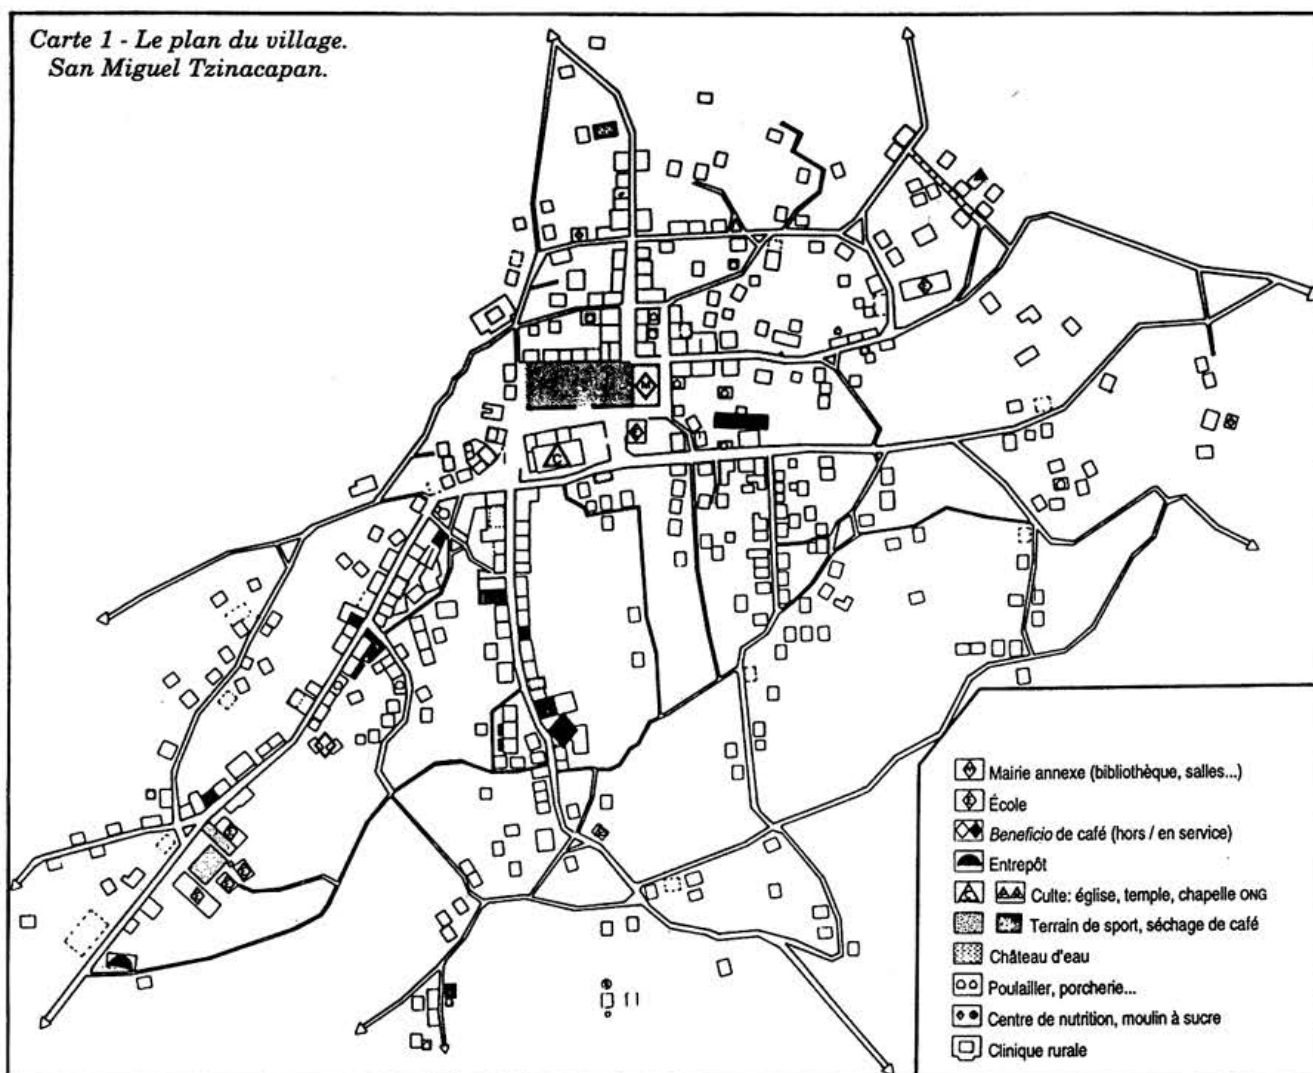 Carte 1 - Le plan du village.
San Miguel Tzinacapan.
M
C
Mairie annexe (bibliothèque, salles...)
École
Beneficio de café (hors / en service)
Entrepôt
Culte: église, temple, chapelle ONG
Terrain de sport, séchage de café
Château d'eau
Poulailler, porcherie...
Centre de nutrition, moulin à sucre
Clinique rurale